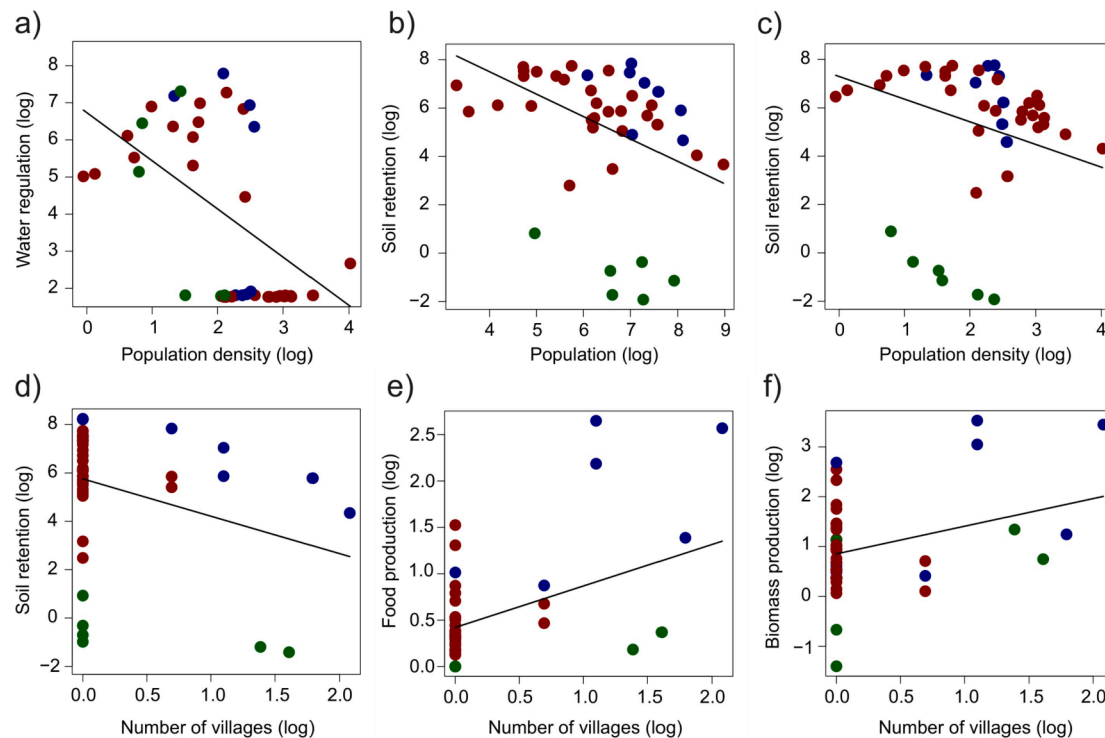 a)
8
7
6
5
4
3
2
0 1 2 3 4
Water regulation (log)
Population density (log)
b)
8
6
4
2
0
−2
4 5 6 7 8 9
Soil retention (log)
Population (log)
c)
8
6
4
2
0
−2
0 1 2 3 4
Soil retention (log)
Population density (log)
d)
8
6
4
2
0
−2
0.0 0.5 1.0 1.5 2.0
Soil retention (log)
Number of villages (log)
e)
2.5
2.0
1.5
1.0
0.5
0.0
0.0 0.5 1.0 1.5 2.0
Food production (log)
Number of villages (log)
f)
3
2
1
0
−1
0.0 0.5 1.0 1.5 2.0
Biomass production (log)
Number of villages (log)